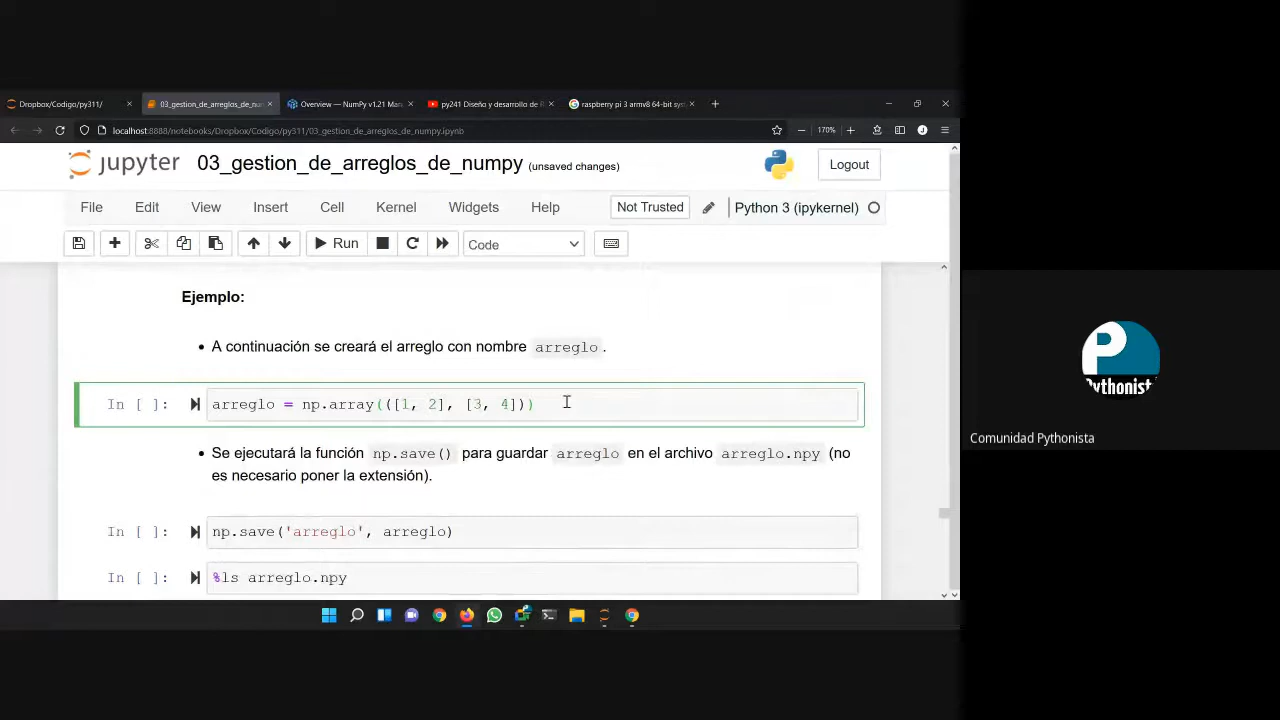 Dropbox/Codigo/py311/
03_gestion_de_arreglos_de_nu
Overview — NumPy v1.21 Man
py241 Diseño y desarrollo de
raspberry pi 3 armv8 64-bit sy
localhost:8888/notebooks/Dropbox/Codigo/py311/03_gestion_de_arreglos_de_numpy.ipynb
170%
jupyter 03_gestion_de_arreglos_de_numpy (unsaved changes)
Logout
File Edit View Insert Cell Kernel Widgets Help
Not Trusted
Python 3 (ipykernel)
Run
Code
Ejemplo:
• A continuación se creará el arreglo con nombre arreglo.
In [ ]: arreglo = np.array(([1, 2], [3, 4]))
• Se ejecutará la función np.save() para guardar arreglo en el archivo arreglo.npy (no
es necesario poner la extensión).
In [ ]: np.save('arreglo', arreglo)
In [ ]: %ls arreglo.npy
Pythonist
Comunidad Pythonista